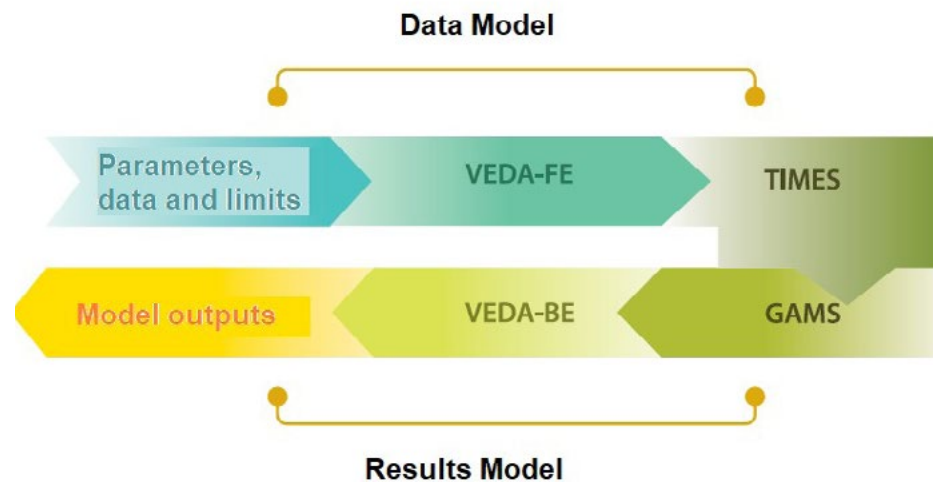 Data Model
Parameters,
data and limits
VEDA-FE
TIMES
Model outputs
VEDA-BE
GAMS
Results Model